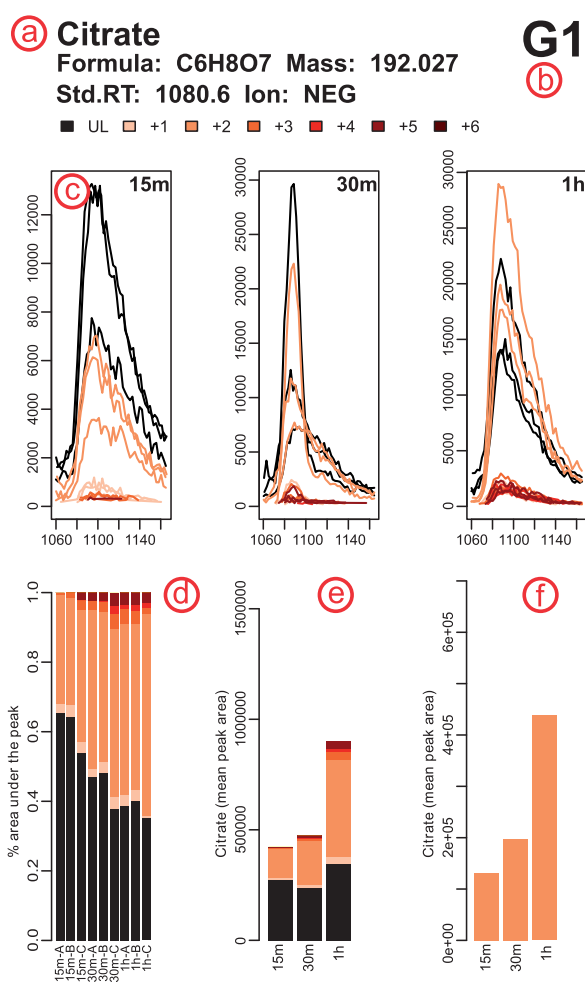 a Citrate G1
Formula: C6H8O7 Mass: 192.027
b
Std.RT: 1080.6 Ion: NEG
UL +1 +2 +3 +4 +5 +6
c 15m 30m 1h
0 2000 4000 6000 8000 10000 12000
1060 1100 1140
0 5000 10000 15000 20000 25000 30000
1060 1100 1140
0 5000 10000 15000 20000 25000 30000
1060 1100 1140
d e f
% area under the peak
0.0 0.2 0.4 0.6 0.8 1.0
15m-A 15m-B 15m-C 30m-A 30m-B 30m-C 1h-A 1h-B 1h-C
Citrate (mean peak area)
0 500000 1000000 1500000
15m 30m 1h
Citrate (mean peak area)
0e+00 2e+05 4e+05 6e+05
15m 30m 1h